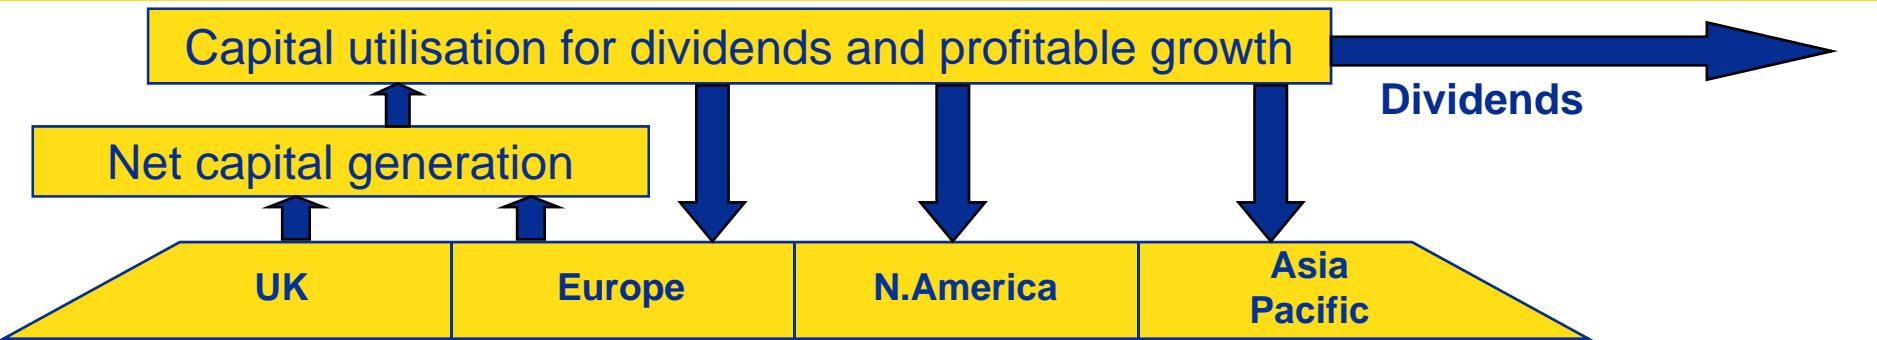 Capital utilisation for dividends and profitable growth
Dividends
Net capital generation
UK
Europe
N.America
Asia
Pacific